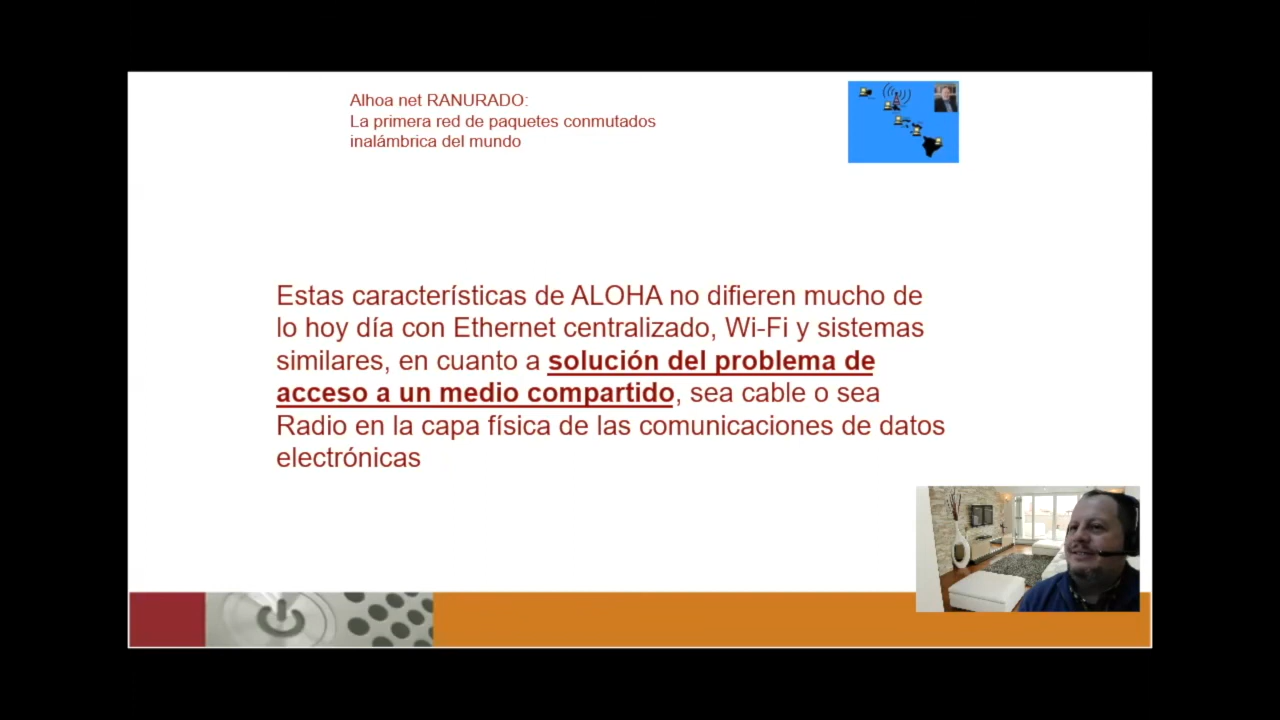 Alhoa net RANURADO:
La primera red de paquetes conmutados
inalámbrica del mundo
Estas características de ALOHA no difieren mucho de
lo hoy día con Ethernet centralizado, Wi-Fi y sistemas
similares, en cuanto a solución del problema de
acceso a un medio compartido, sea cable o sea
Radio en la capa física de las comunicaciones de datos
electrónicas